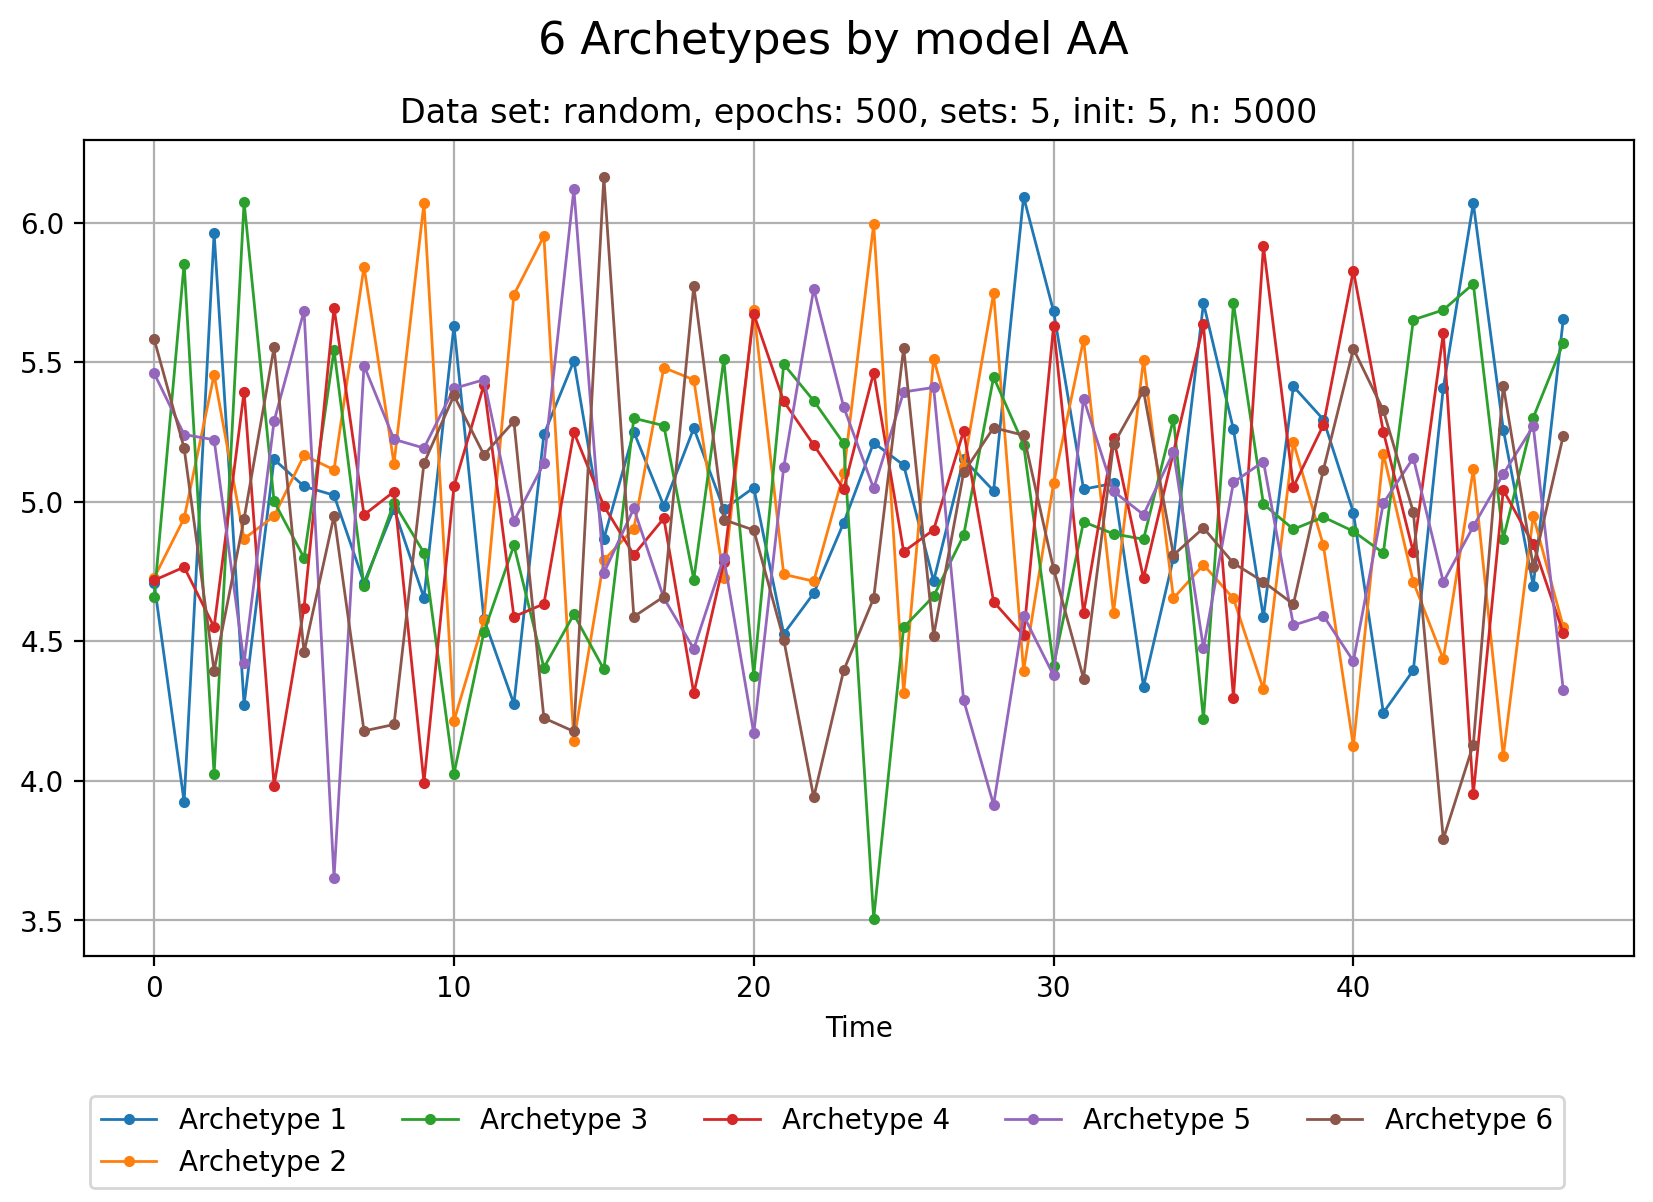 6 Archetypes by model AA
Data set: random, epochs: 500, sets: 5, init: 5, n: 5000
6.0
5.5
5.0
4.5
4.0
3.5
0 10 20 30 40
Time
Archetype 1 Archetype 3 Archetype 4 Archetype 5 Archetype 6
Archetype 2